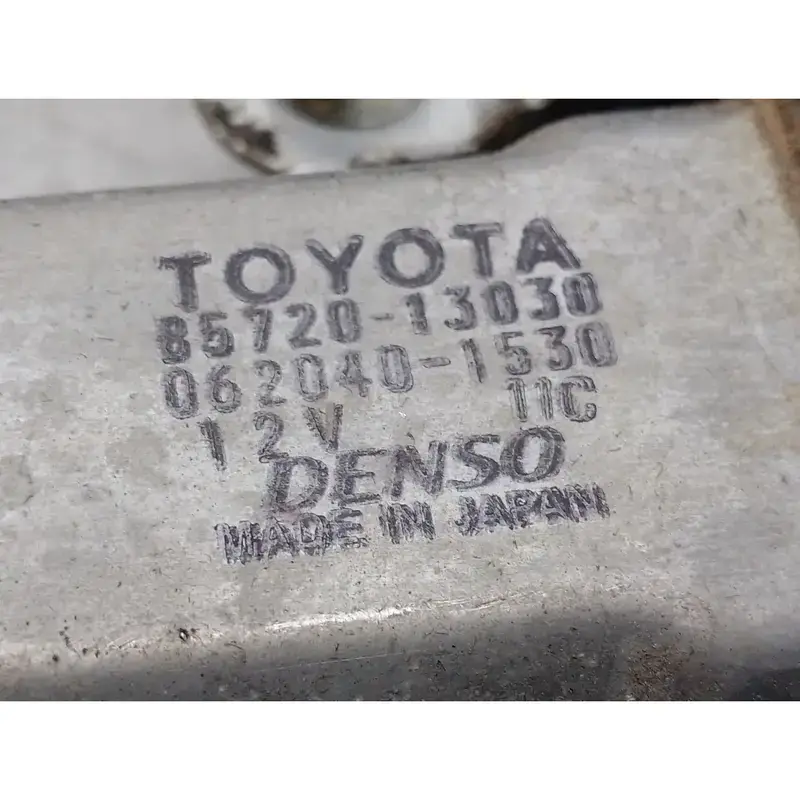 TOYOTA
85720-13030
062040-1530
12V 11C
DENSO
MADE IN JAPAN